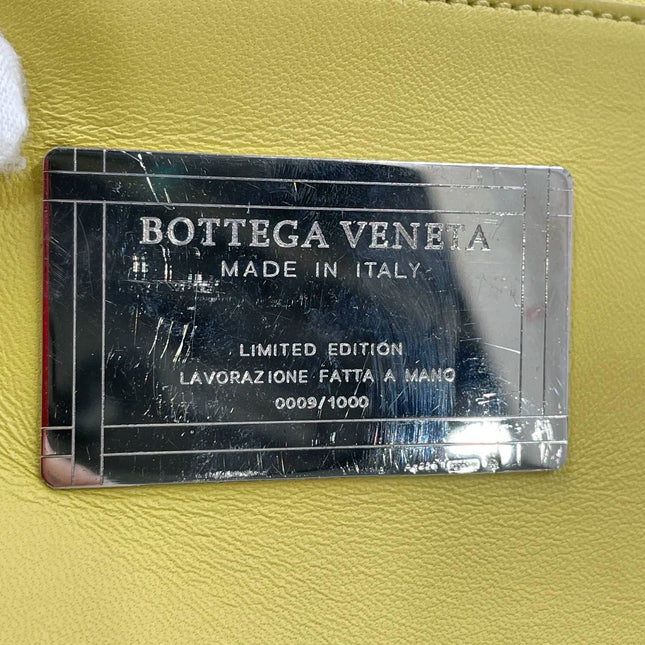 BOTTEGA VENETA
MADE IN ITALY
LIMITED EDITION
LAVORAZIONE FATTA A MANO
0009/1000